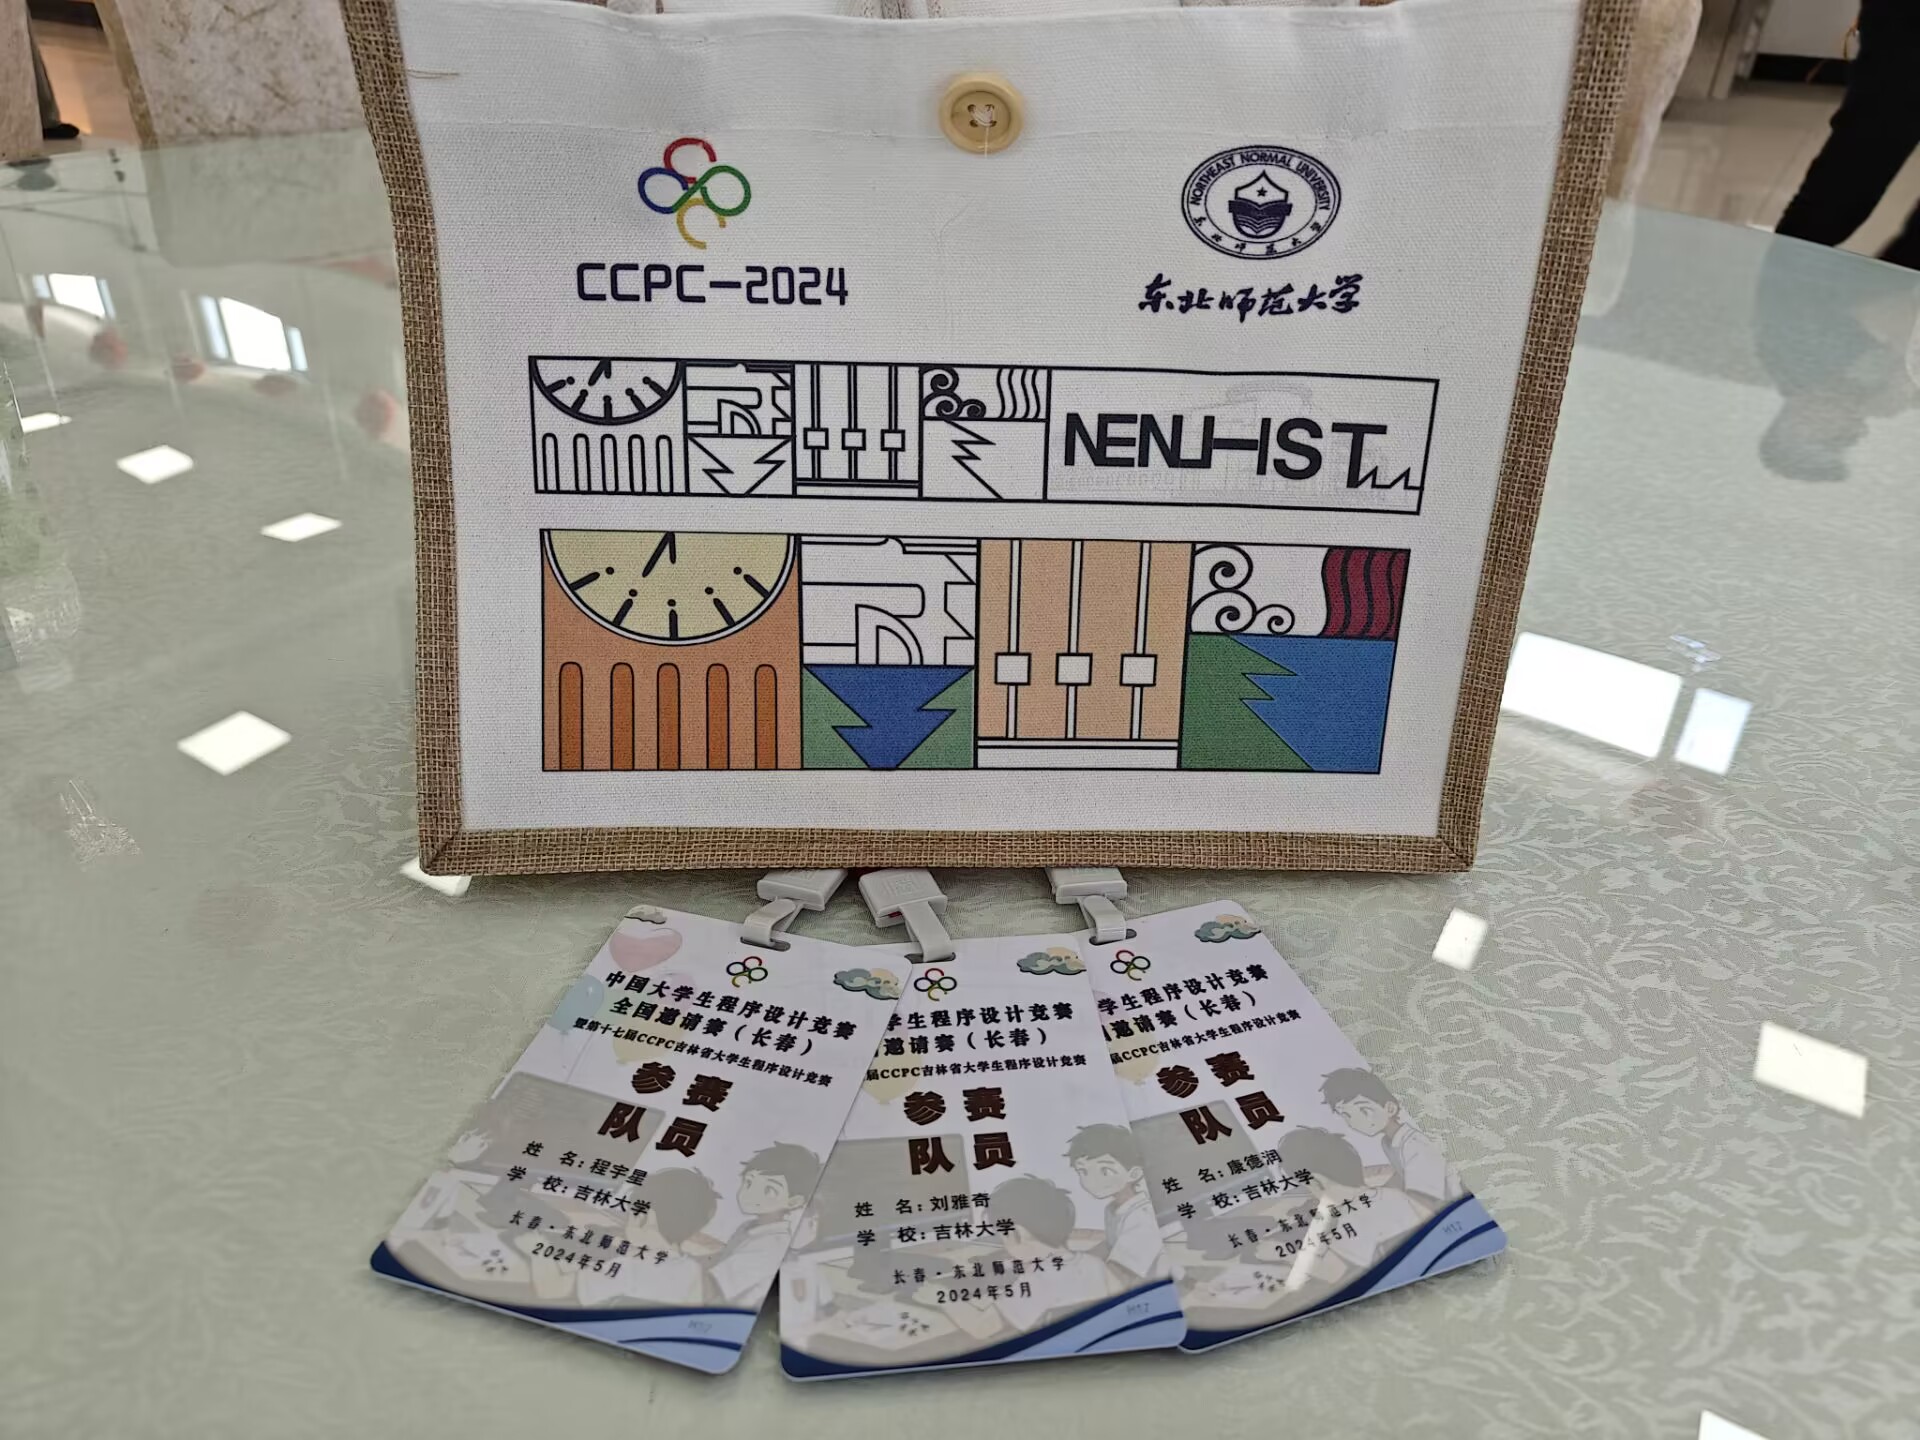 CCPC-2024
NORTHEAST NORMAL UNIVERSITY
东北师范大学
东北师范大学
NENUIST
中国大学生程序设计竞赛
全国邀请赛（长春）
暨第十七届CCPC吉林省大学生程序设计竞赛
参赛
队员
姓 名：程宇星
学 校：吉林大学
长春·东北师范大学
2024年5月
H17
学生程序设计竞赛
邀请赛（长春）
届CCPC吉林省大学生程序设计竞赛
参赛
队员
姓 名：刘雅奇
学 校：吉林大学
长春·东北师范大学
2024年5月
H17
学生程序设计竞赛
邀请赛（长春）
届CCPC吉林省大学生程序设计竞赛
参赛
队员
姓 名：康德润
学 校：吉林大学
长春·东北师范大学
2024年5月
H17